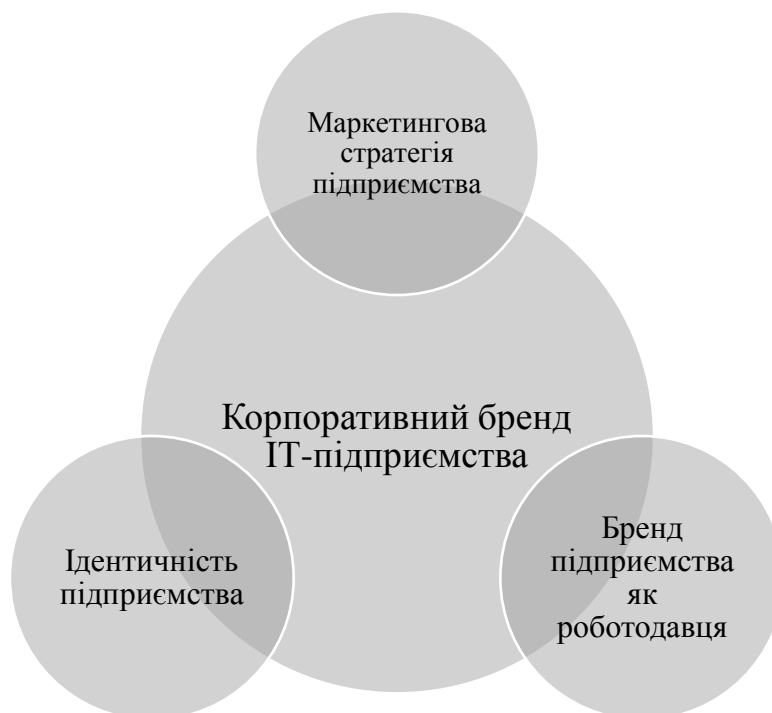 Маркетингова
стратегія
підприємства
Корпоративний бренд
ІТ-підприємства
Ідентичність
підприємства
Бренд
підприємства
як
роботодавця